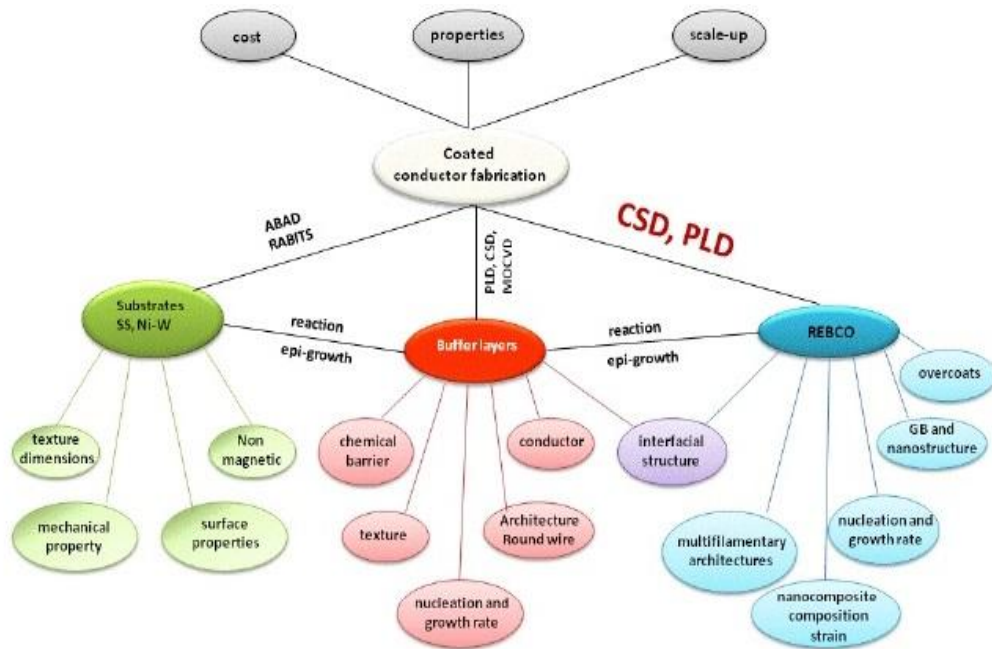 cost
properties
scale-up
Coated
conductor fabrication
ABAD
RABITS
PLD, CSD,
MOCVD
CSD, PLD
Substrates
SS, Ni-W
reaction
epi-growth
Buffer layers
reaction
epi-growth
REBCO
overcoats
texture
dimensions
Non
magnetic
chemical
barrier
conductor
interfacial
structure
GB and
nanostructure
mechanical
property
surface
properties
texture
Architecture
Round wire
multifilamentary
architectures
nucleation and
growth rate
nucleation and
growth rate
nanocomposite
composition
strain